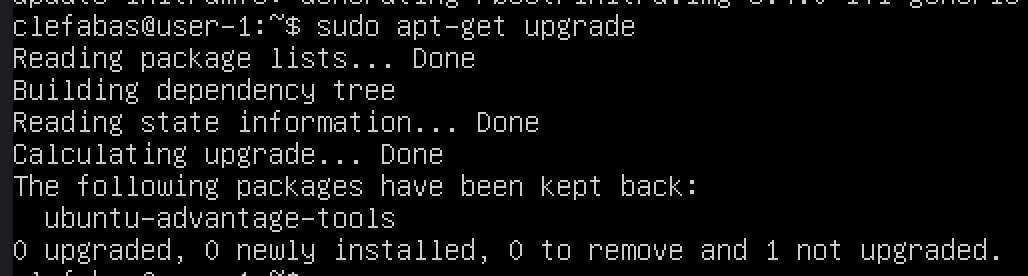 clefabas@user-1:~$ sudo apt-get upgrade
Reading package lists... Done
Building dependency tree
Reading state information... Done
Calculating upgrade... Done
The following packages have been kept back:
  ubuntu-advantage-tools
0 upgraded, 0 newly installed, 0 to remove and 1 not upgraded.